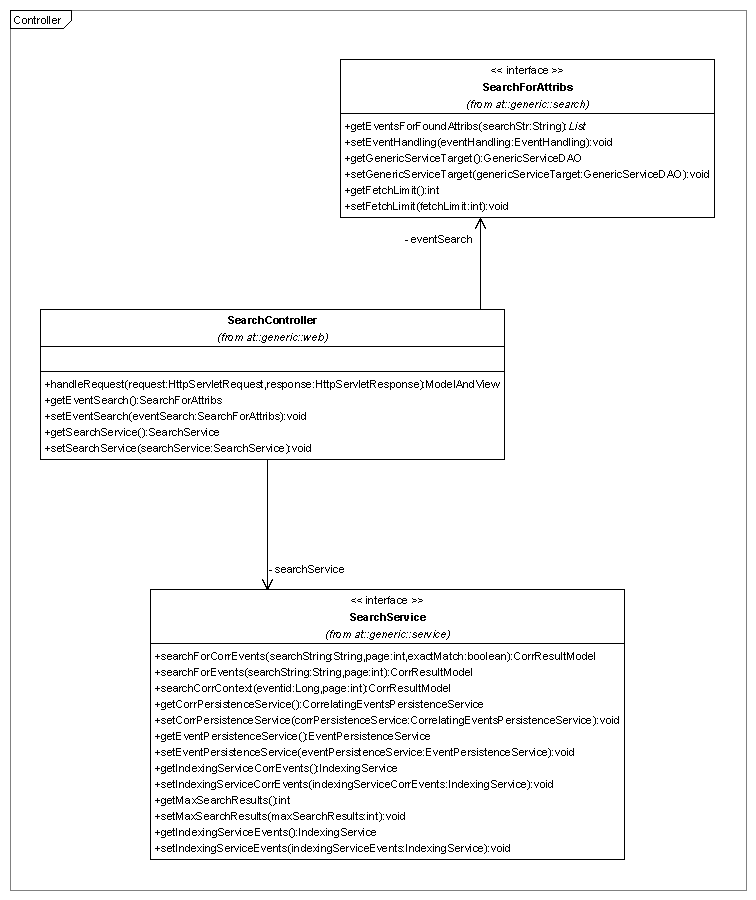 Controller
<< interface >>
SearchForAttribs
(from at::generic::search)
+getEventsForFoundAttribs(searchStr:String):List
+setEventHandling(eventHandling:EventHandling):void
+getGenericServiceTarget():GenericServiceDAO
+setGenericServiceTarget(genericServiceTarget:GenericServiceDAO):void
+getFetchLimit():int
+setFetchLimit(fetchLimit:int):void
- eventSearch
SearchController
(from at::generic::web)
+handleRequest(request:HttpServletRequest,response:HttpServletResponse):ModelAndView
+getEventSearch():SearchForAttribs
+setEventSearch(eventSearch:SearchForAttribs):void
+getSearchService():SearchService
+setSearchService(searchService:SearchService):void
- searchService
<< interface >>
SearchService
(from at::generic::service)
+searchForCorrEvents(searchString:String,page:int,exactMatch:boolean):CorrResultModel
+searchForEvents(searchString:String,page:int):CorrResultModel
+searchCorrContext(eventid:Long,page:int):CorrResultModel
+getCorrPersistenceService():CorrelatingEventsPersistenceService
+setCorrPersistenceService(corrPersistenceService:CorrelatingEventsPersistenceService):void
+getEventPersistenceService():EventPersistenceService
+setEventPersistenceService(eventPersistenceService:EventPersistenceService):void
+getIndexingServiceCorrEvents():IndexingService
+setIndexingServiceCorrEvents(indexingServiceCorrEvents:IndexingService):void
+getMaxSearchResults():int
+setMaxSearchResults(maxSearchResults:int):void
+getIndexingServiceEvents():IndexingService
+setIndexingServiceEvents(indexingServiceEvents:IndexingService):void